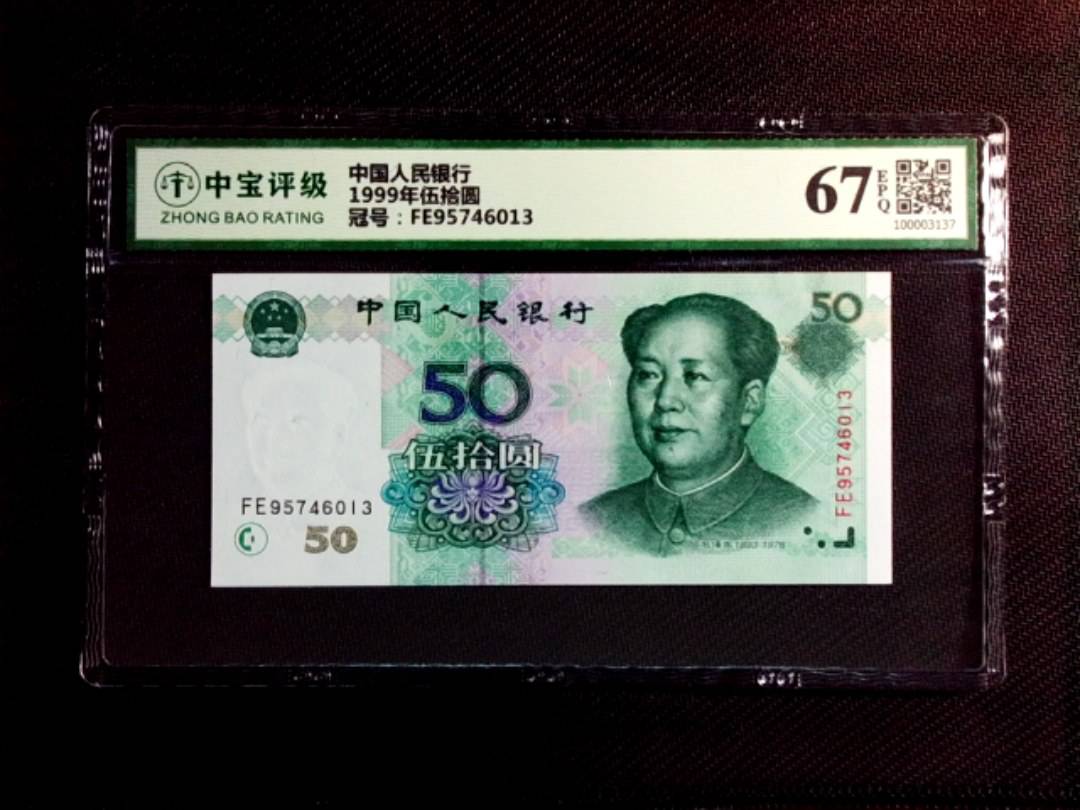 中宝评级
ZHONG BAO RATING
中国人民银行
1999年伍拾圆
冠号：FE95746013
67
EPQ
100003137
中国人民银行
50
50
伍拾圆
FE95746013
50
FE95746013